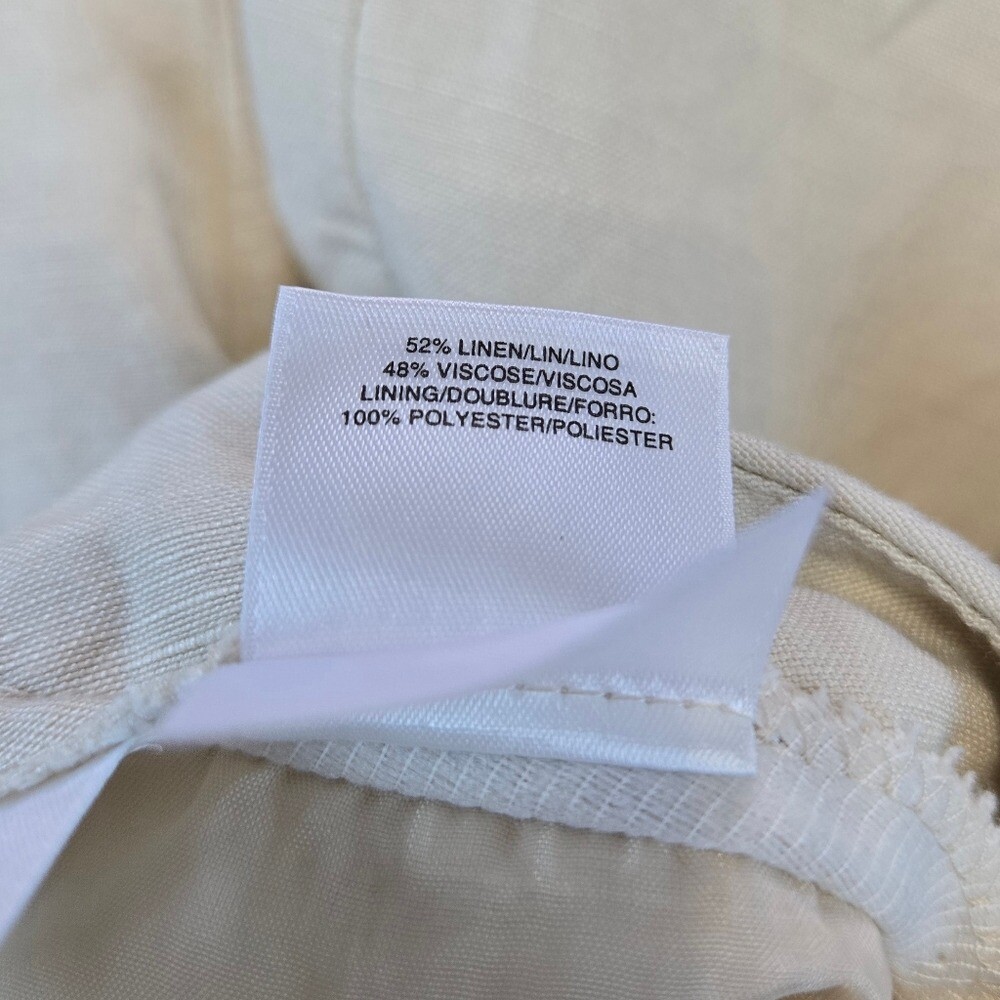 52% LINEN/LIN/LINO
48% VISCOSE/VISCOSA
LINING/DOUBLURE/FORRO:
100% POLYESTER/POLIESTER